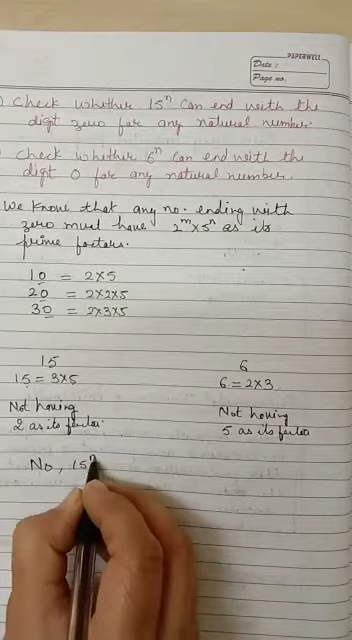 PAPERWELL
Date :
Page no.
) Check whether 15ⁿ can end with the
digit zero for any natural number.
) Check whither 6ⁿ can end with the
digit 0 for any natural number.
We know that any no. ending with
zero must have 2ᵐ×5ⁿ as its
prime factors.
10 = 2×5
20 = 2×2×5
30 = 2×3×5
15 6
15 = 3×5 6 = 2×3
Not having Not having
2 as its factor. 5 as its factor
No, 15ⁿ